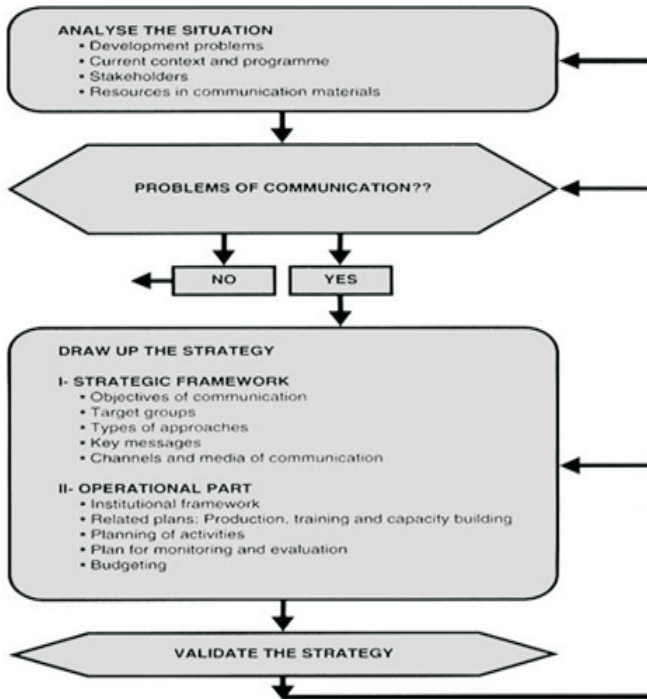 ANALYSE THE SITUATION
• Development problems
• Current context and programme
• Stakeholders
• Resources in communication materials
PROBLEMS OF COMMUNICATION??
NO
YES
DRAW UP THE STRATEGY
I- STRATEGIC FRAMEWORK
• Objectives of communication
• Target groups
• Types of approaches
• Key messages
• Channels and media of communication
II- OPERATIONAL PART
• Institutional framework
• Related plans: Production, training and capacity building
• Planning of activities
• Plan for monitoring and evaluation
• Budgeting
VALIDATE THE STRATEGY